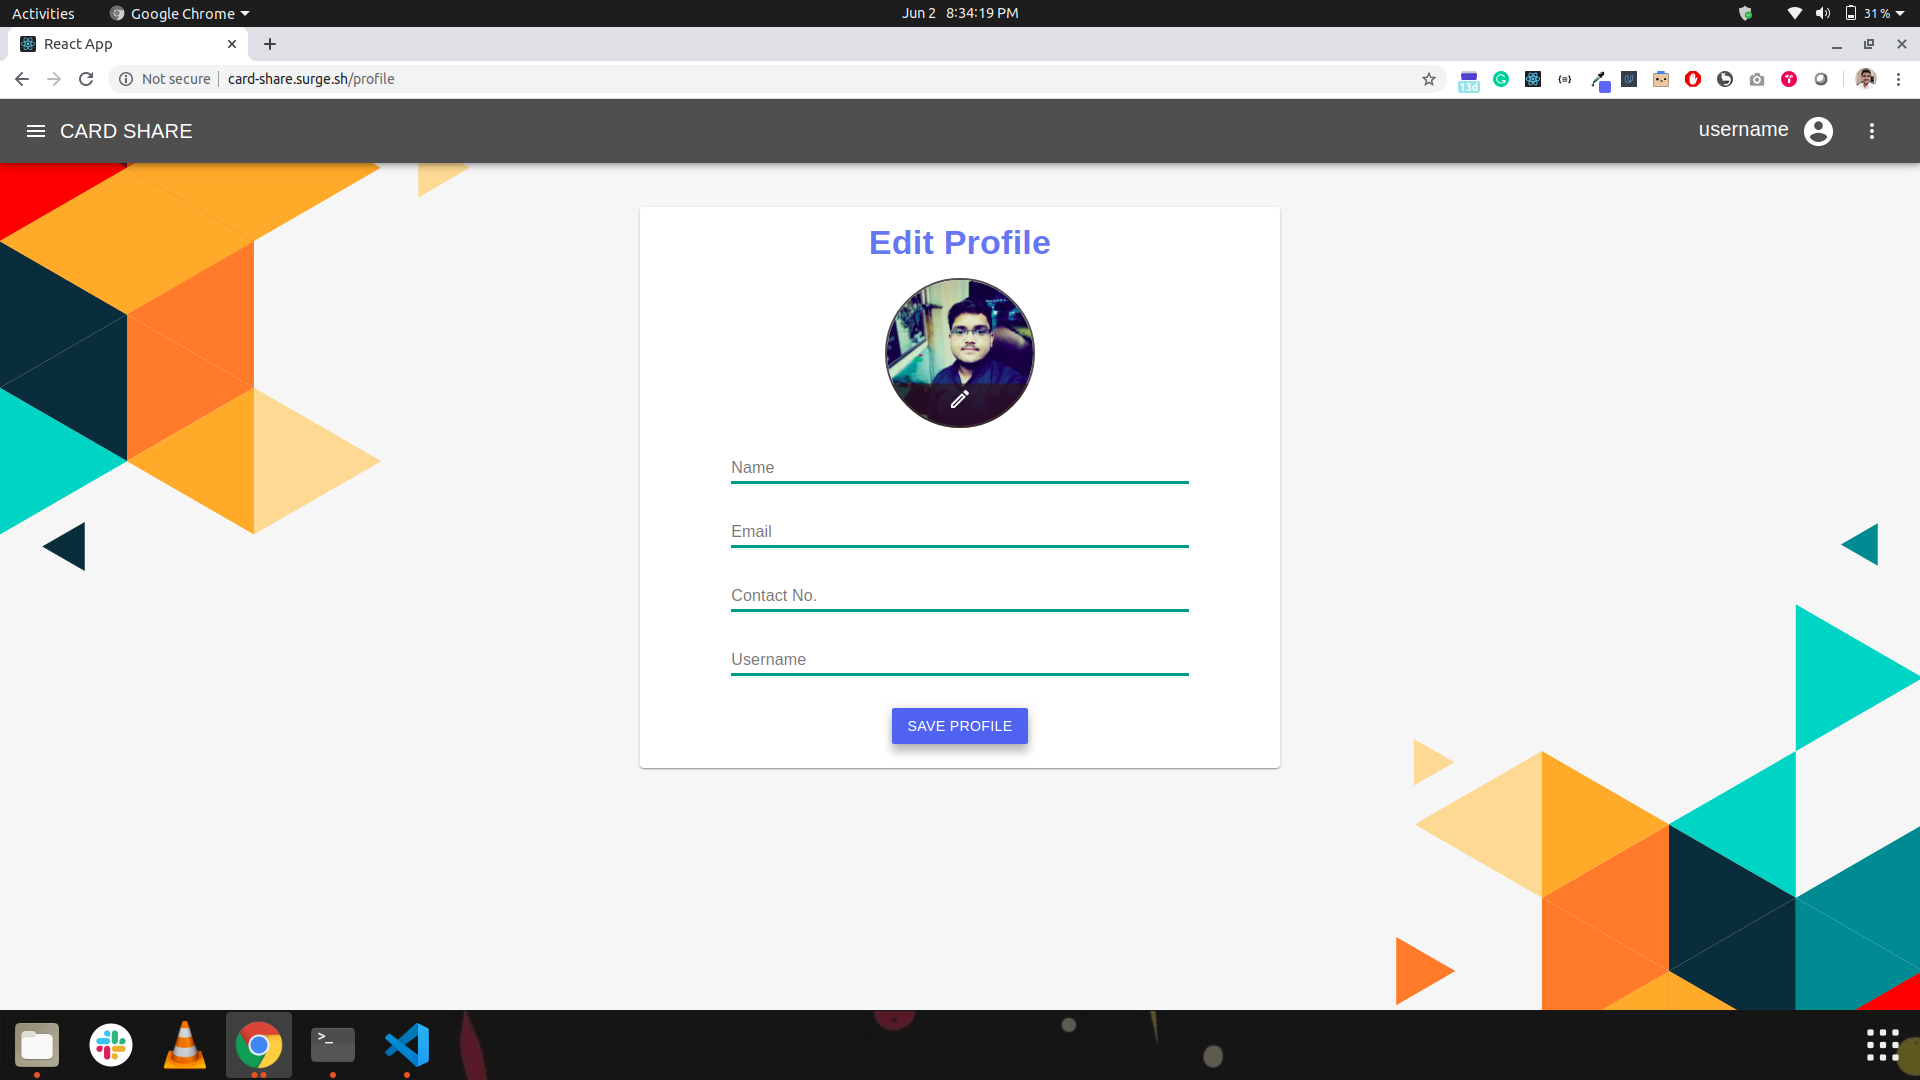 Activities
Google Chrome
Jun 2 8:34:19 PM
31 %
React App
Not secure
card-share.surge.sh/profile
13d
CARD SHARE
username
Edit Profile
Name
Email
Contact No.
Username
SAVE PROFILE
>_